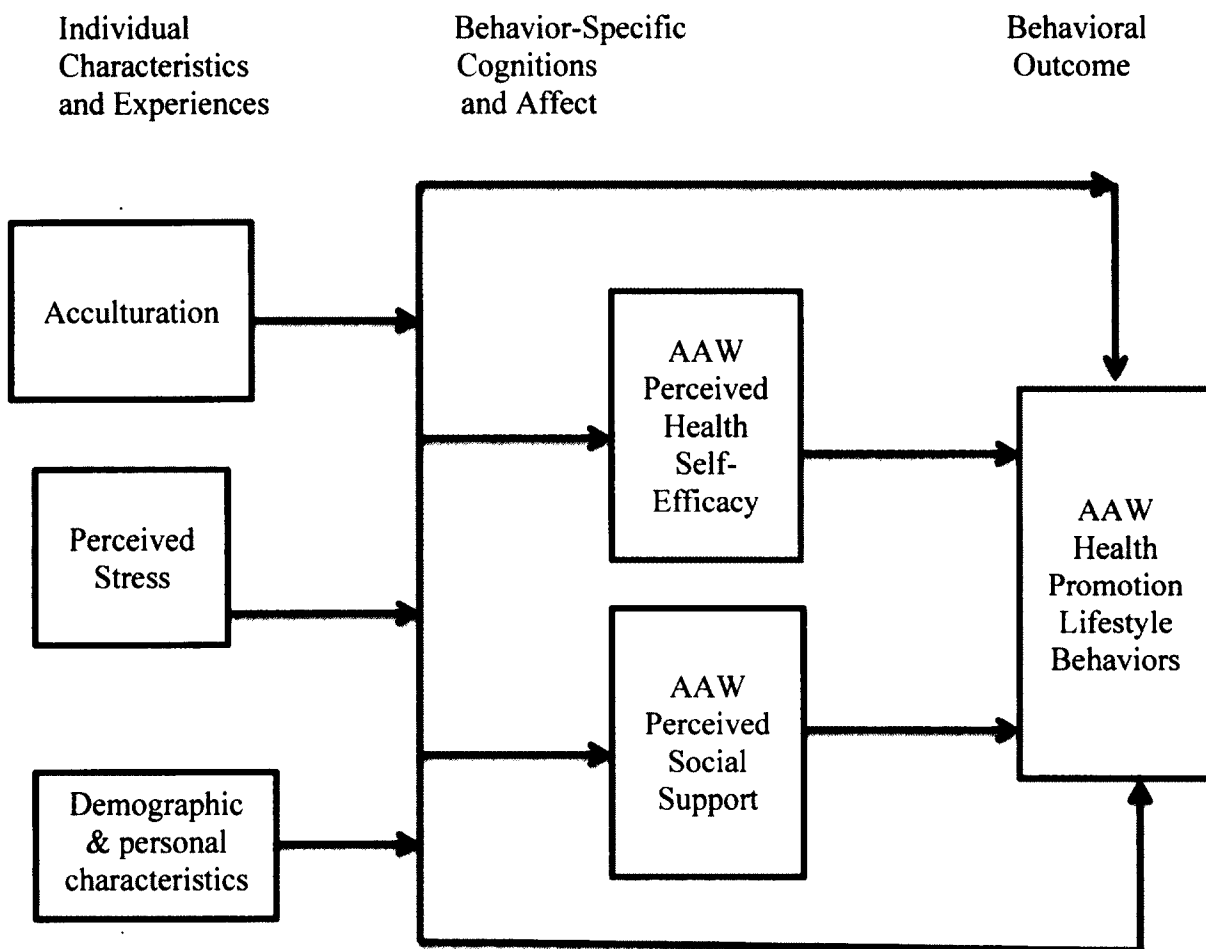 Individual
Characteristics
and Experiences
Behavior-Specific
Cognitions
and Affect
Behavioral
Outcome
Acculturation
Perceived
Stress
Demographic
& personal
characteristics
AAW
Perceived
Health
Self-
Efficacy
AAW
Perceived
Social
Support
AAW
Health
Promotion
Lifestyle
Behaviors